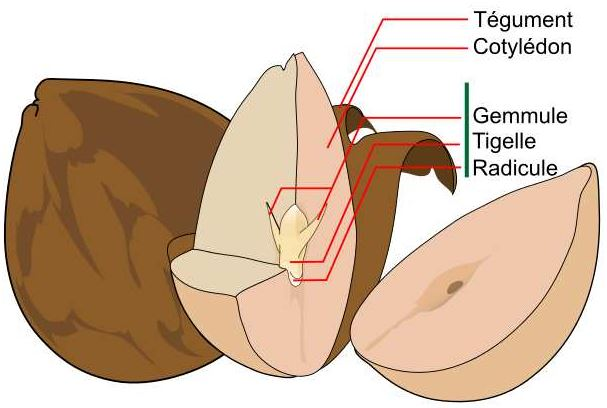 Tégument
Cotylédon
Gemmule
Tigelle
Radicule